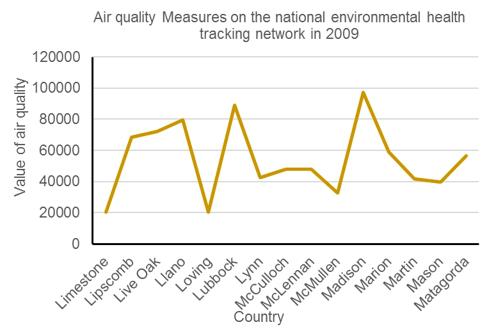 Air quality Measures on the national environmental health
tracking network in 2009
Value of air quality
120000
100000
80000
60000
40000
20000
0
Limestone
Lipscomb
Live Oak
Llano
Loving
Lubbock
Lynn
McCulloch
McLennan
McMullen
Madison
Marion
Martin
Mason
Matagorda
Country